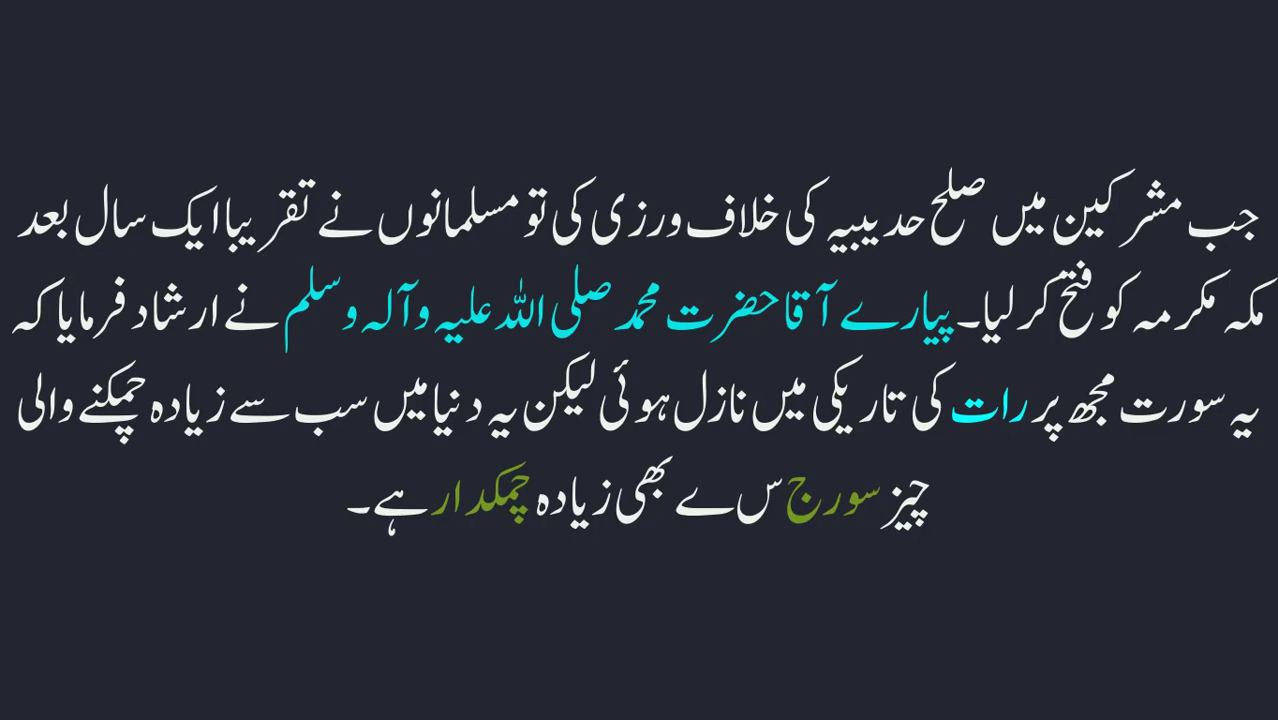 جب مشرکین میں صلح حدیبیہ کی خلاف ورزی کی تو مسلمانوں نے تقریبا ایک سال بعد
مکہ مکرمہ کو فتح کر لیا۔ پیارے آقا حضرت محمد صلی اللہ علیہ وآلہ وسلم نے ارشاد فرمایا کہ
یہ سورت مجھ پر رات کی تاریکی میں نازل ہوئی لیکن یہ دنیا میں سب سے زیادہ چمکنے والی
چیز سورج س ے بھی زیادہ چمکدار ہے۔